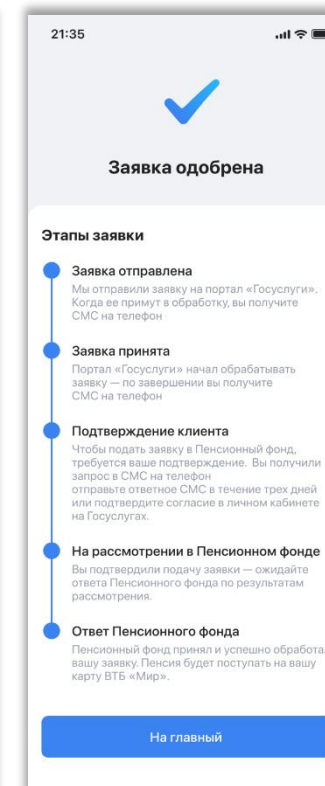 21:35
Заявка одобрена
Этапы заявки
Заявка отправлена
Мы отправили заявку на портал «Госуслуги».
Когда ее примут в обработку, вы получите
СМС на телефон
Заявка принята
Портал «Госуслуги» начал обрабатывать
заявку — по завершении вы получите
СМС на телефон
Подтверждение клиента
Чтобы подать заявку в Пенсионный фонд,
требуется ваше подтверждение. Вы получили
запрос в СМС на телефон
отправьте ответное СМС в течение трех дней
или подтвердите согласие в личном кабинете
на Госуслугах.
На рассмотрении в Пенсионном фонде
Вы подтвердили подачу заявки — ожидайте
ответа Пенсионного фонда по результатам
рассмотрения.
Ответ Пенсионного фонда
Пенсионный фонд принял и успешно обработа
вашу заявку. Пенсия будет поступать на вашу
карту ВТБ «Мир».
На главный